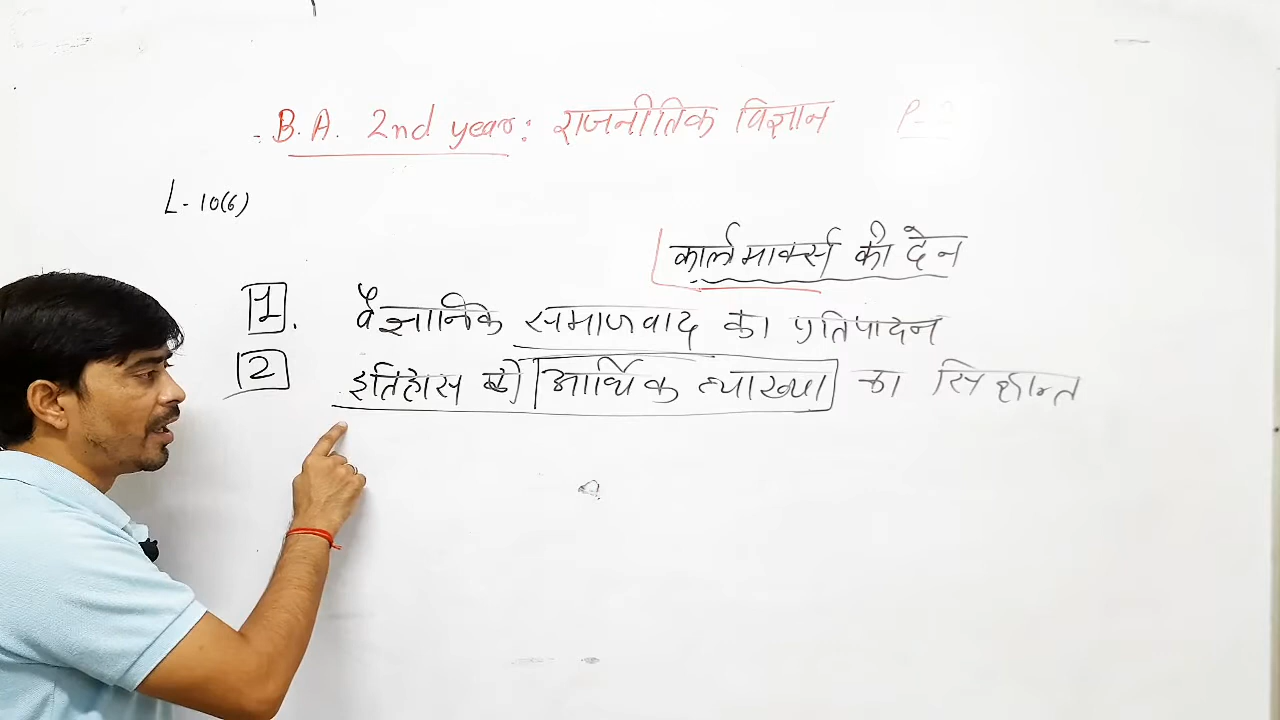 B.A. 2nd year: राजनीतिक विज्ञान
L-10(6)
कार्ल मार्क्स की देन
1. वैज्ञानिक समाजवाद का प्रतिपादन
2 इतिहास की आर्थिक व्याख्या का सिद्धान्त